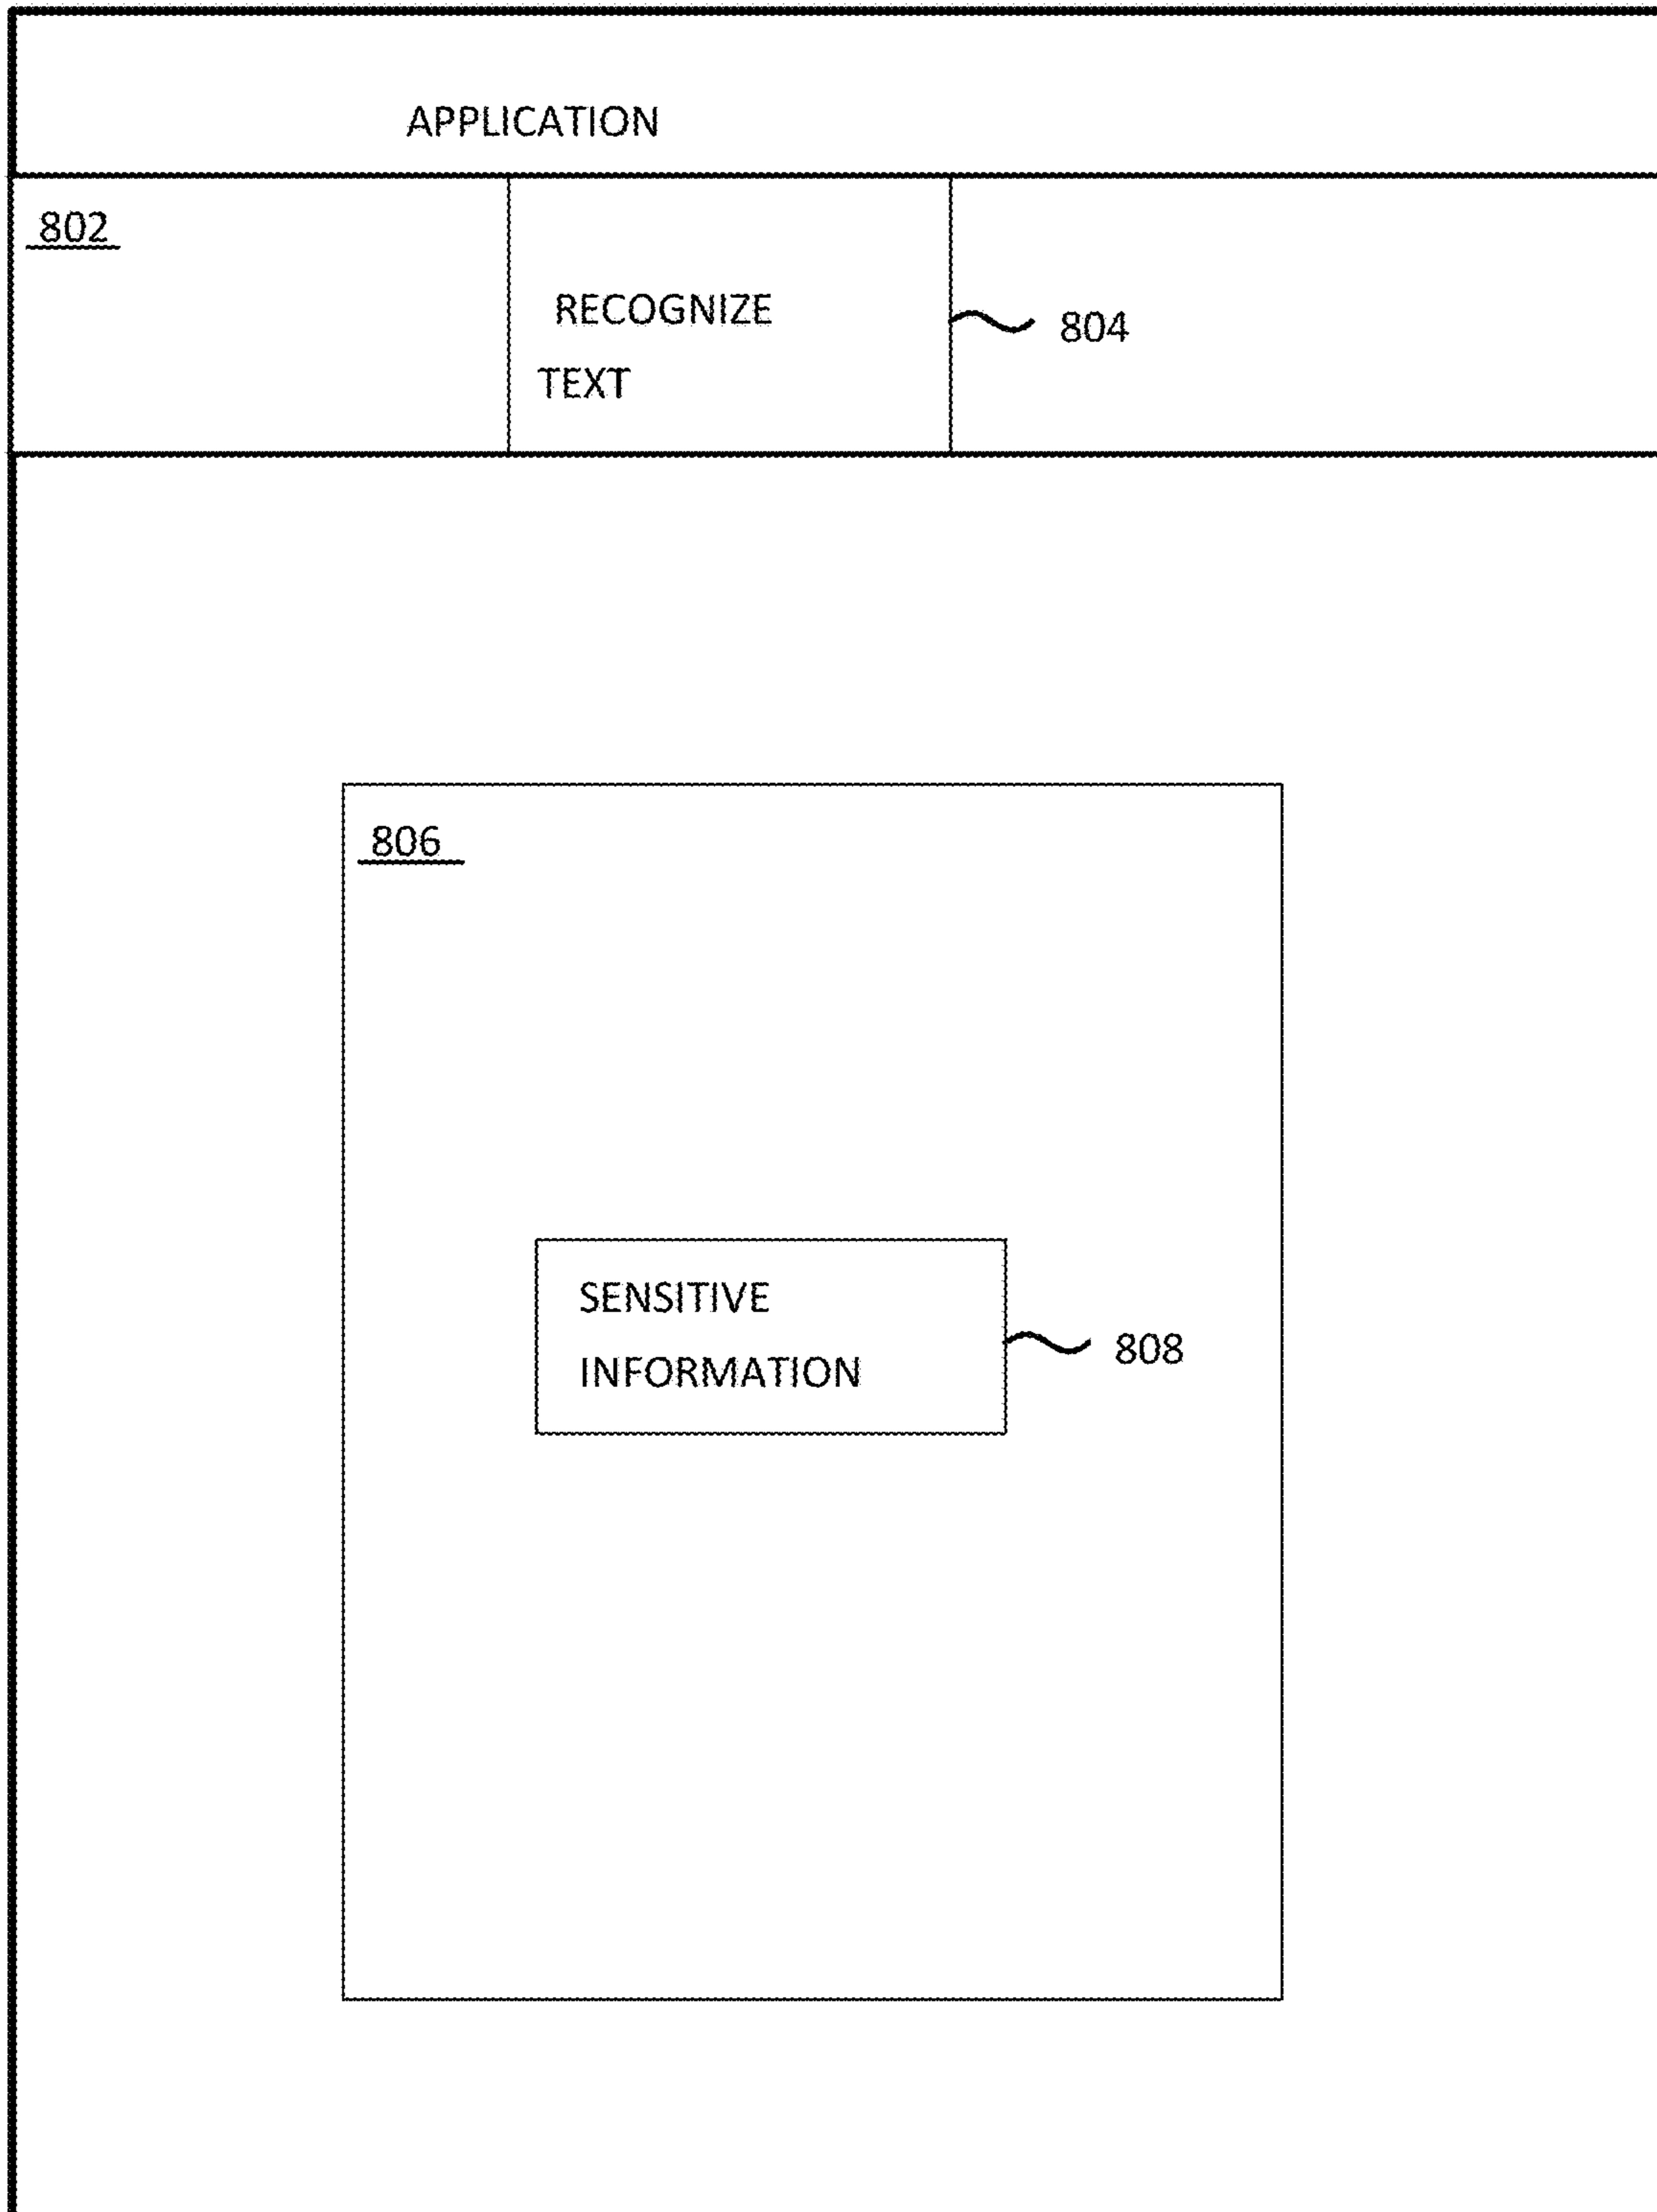 APPLICATION
802
RECOGNIZE
TEXT
804
806
SENSITIVE
INFORMATION
808